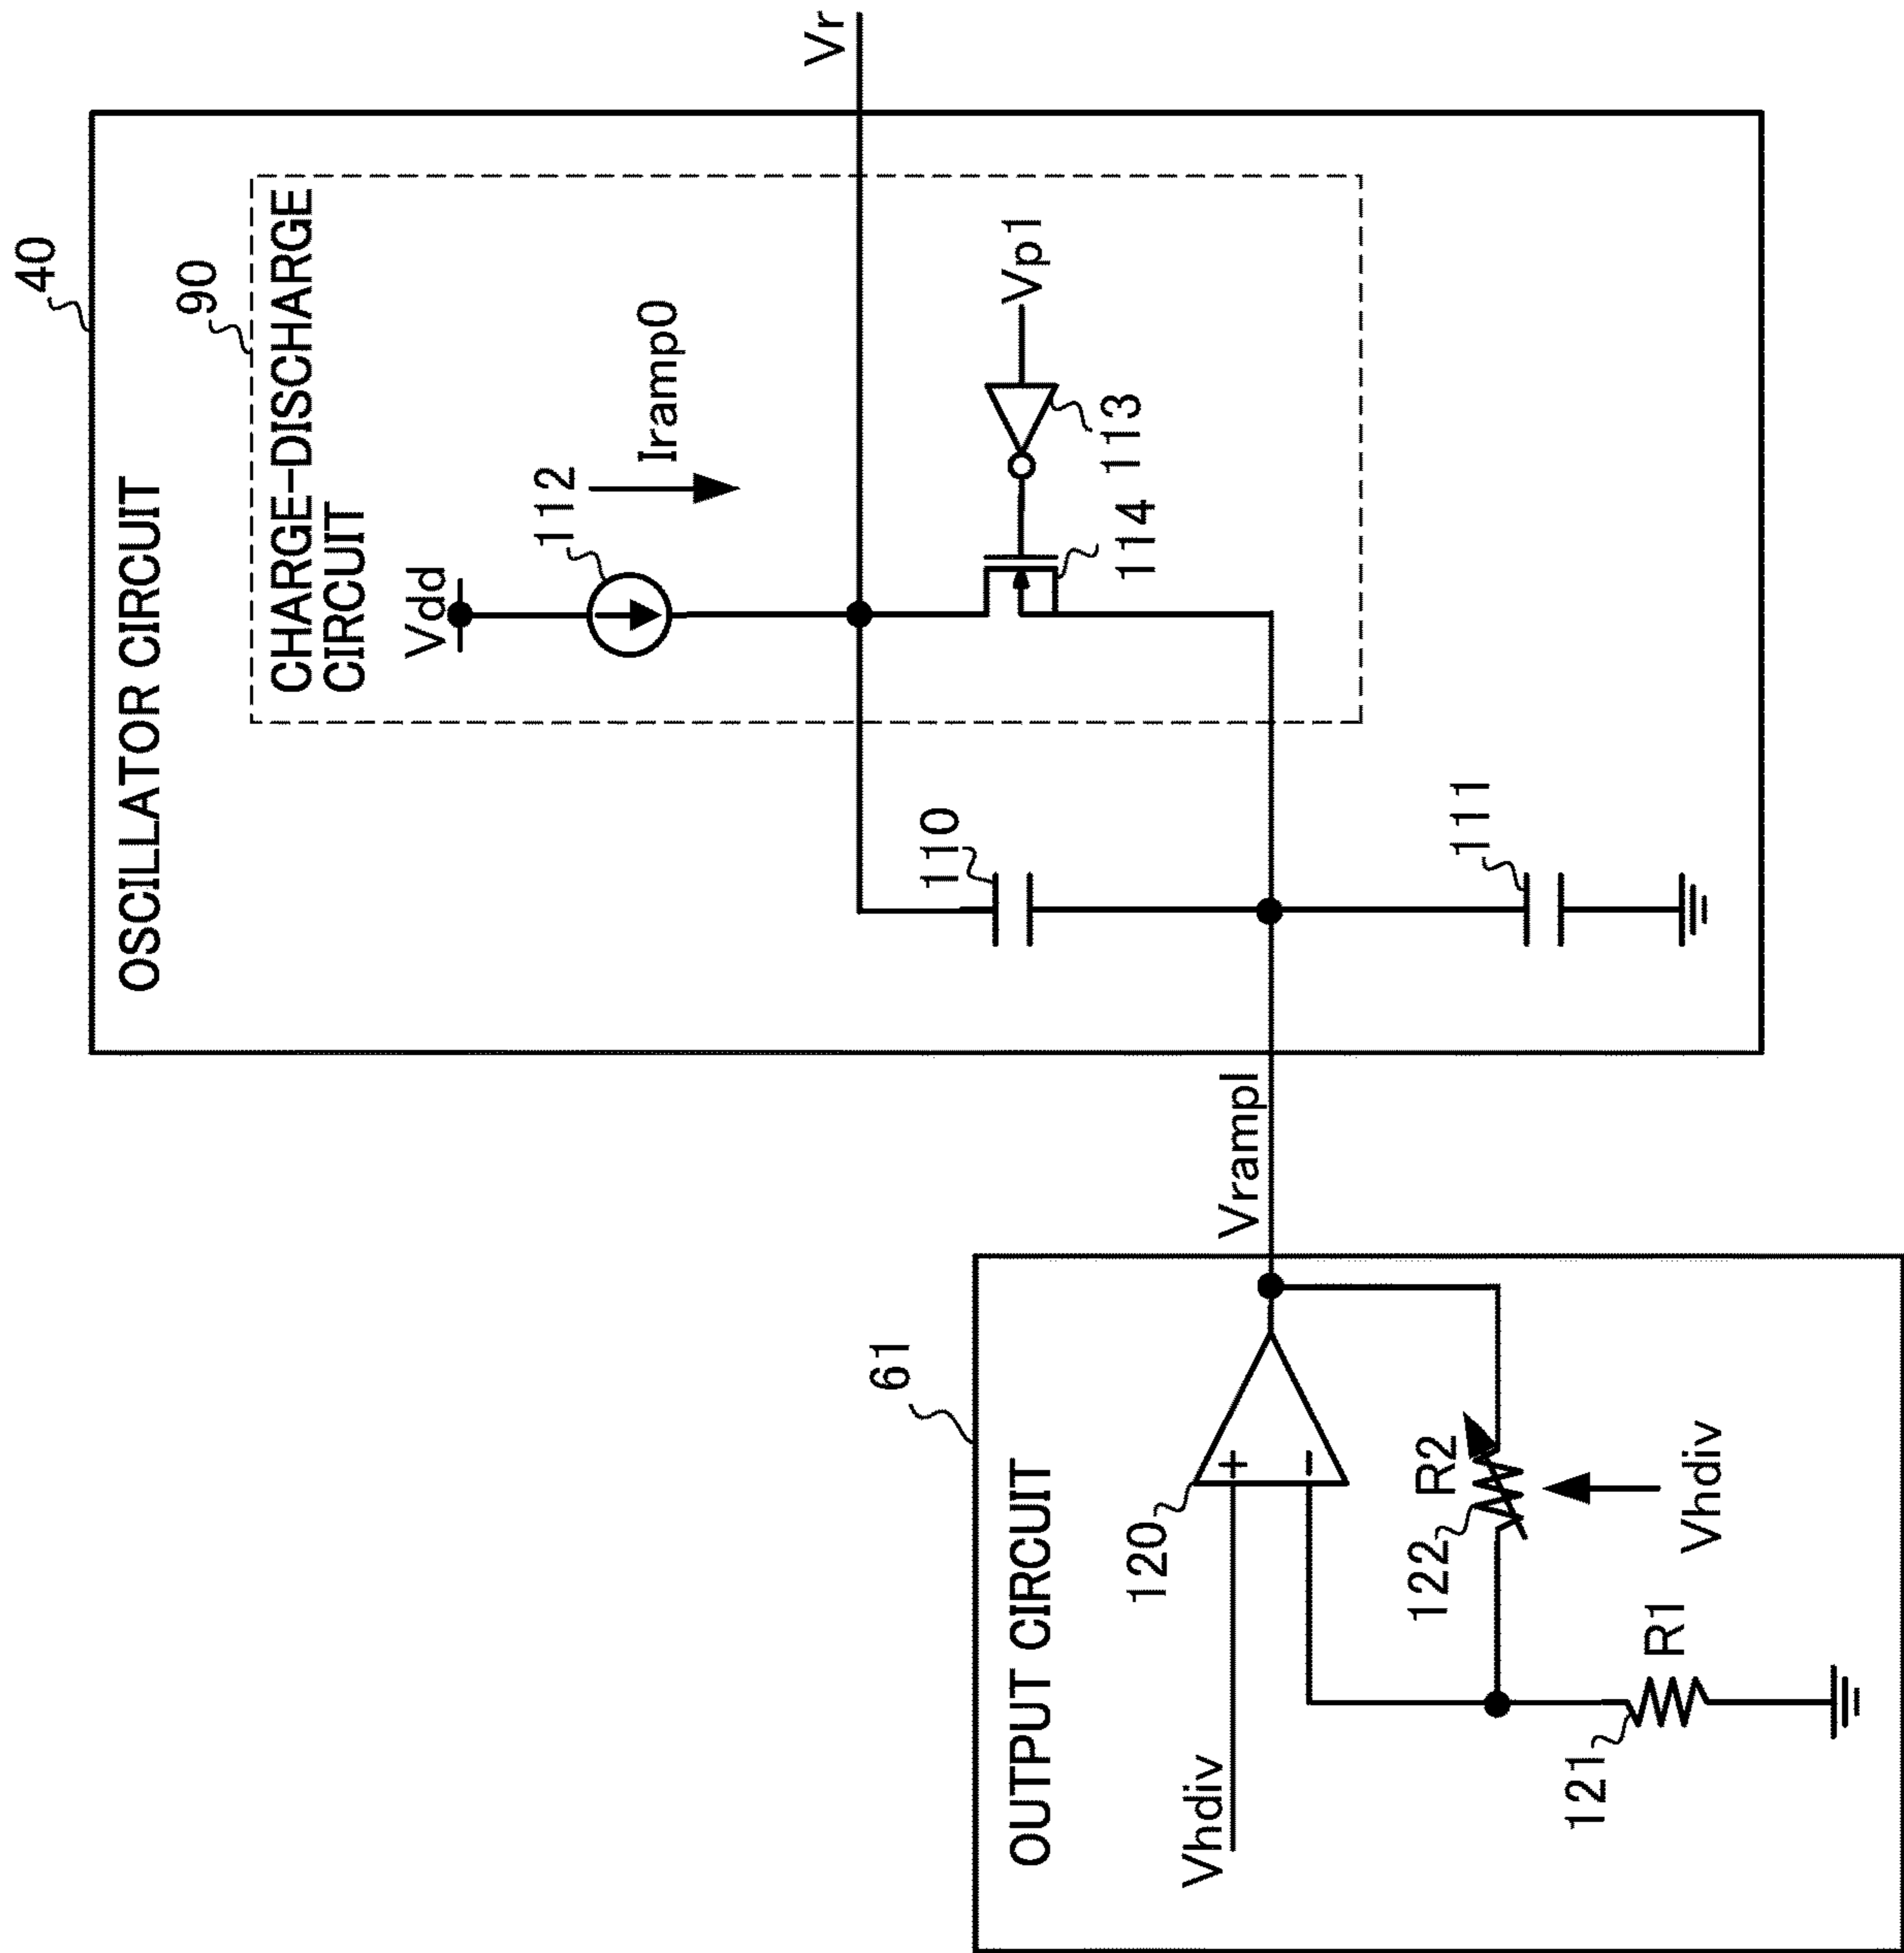 40
OSCILLATOR CIRCUIT
90
CHARGE-DISCHARGE
CIRCUIT
Vdd
112
Iramp0
Vr
110
Vp1
113
114
111
Vrampl
61
OUTPUT CIRCUIT
120
+
-
Vhdiv
122
R2
Vhdiv
121
R1